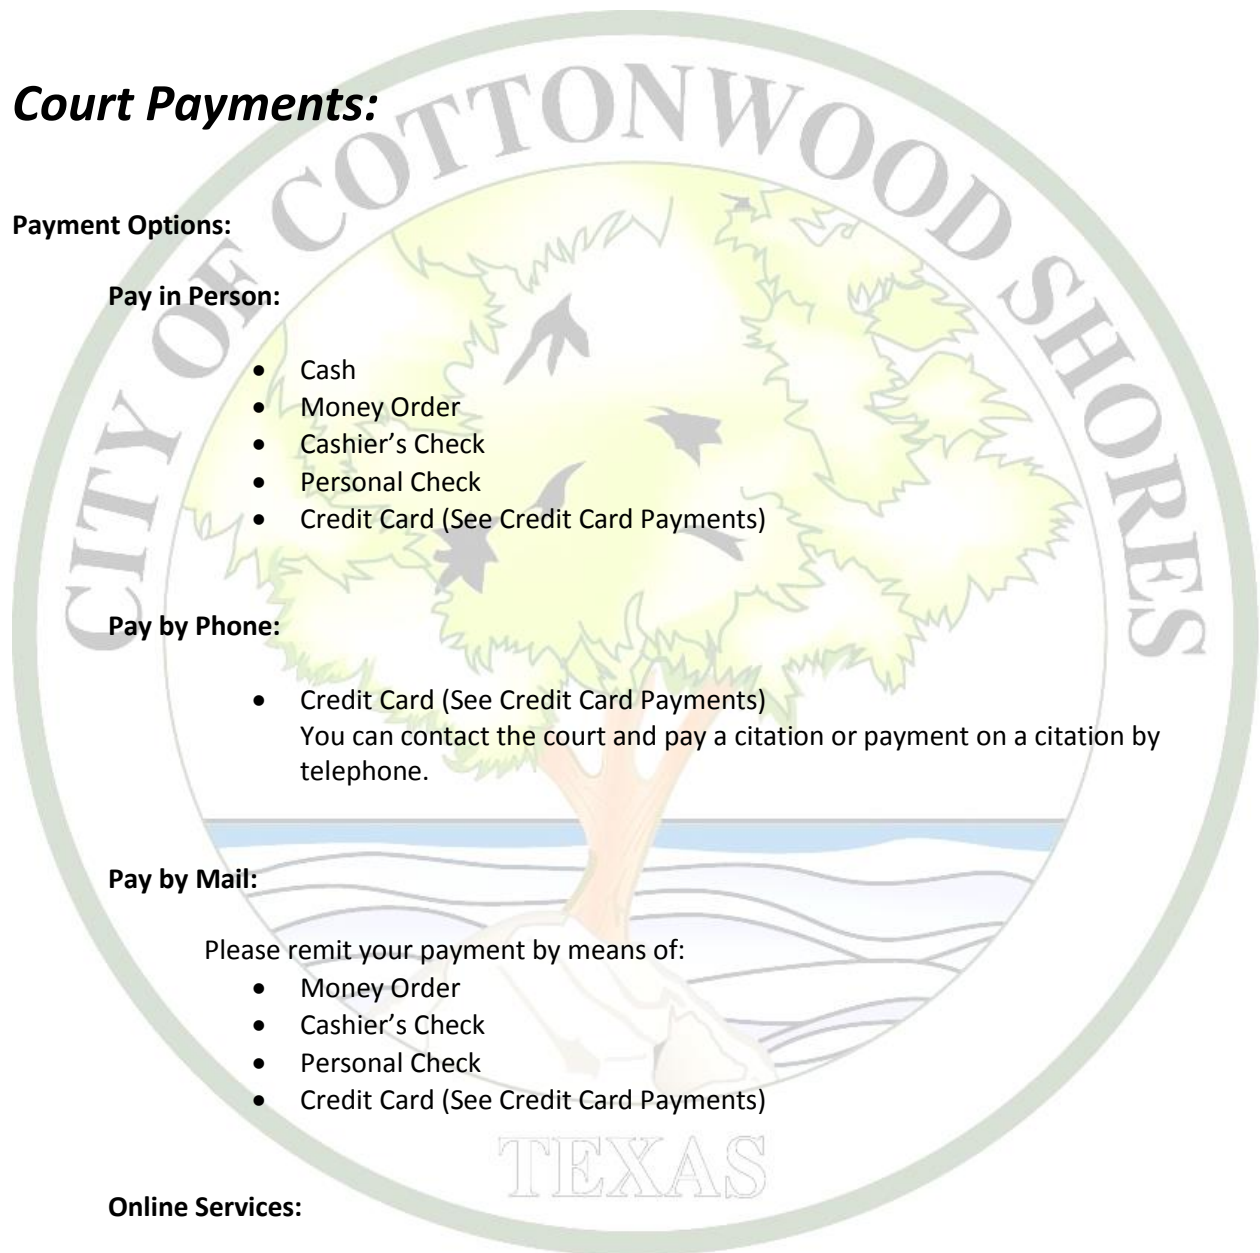 Court Payments:
CITY OF COTTONWOOD SHORES
Payment Options:
Pay in Person:
• Cash
• Money Order
• Cashier’s Check
• Personal Check
• Credit Card (See Credit Card Payments)
Pay by Phone:
• Credit Card (See Credit Card Payments)
You can contact the court and pay a citation or payment on a citation by
telephone.
Pay by Mail:
Please remit your payment by means of:
• Money Order
• Cashier’s Check
• Personal Check
• Credit Card (See Credit Card Payments)
TEXAS
Online Services: